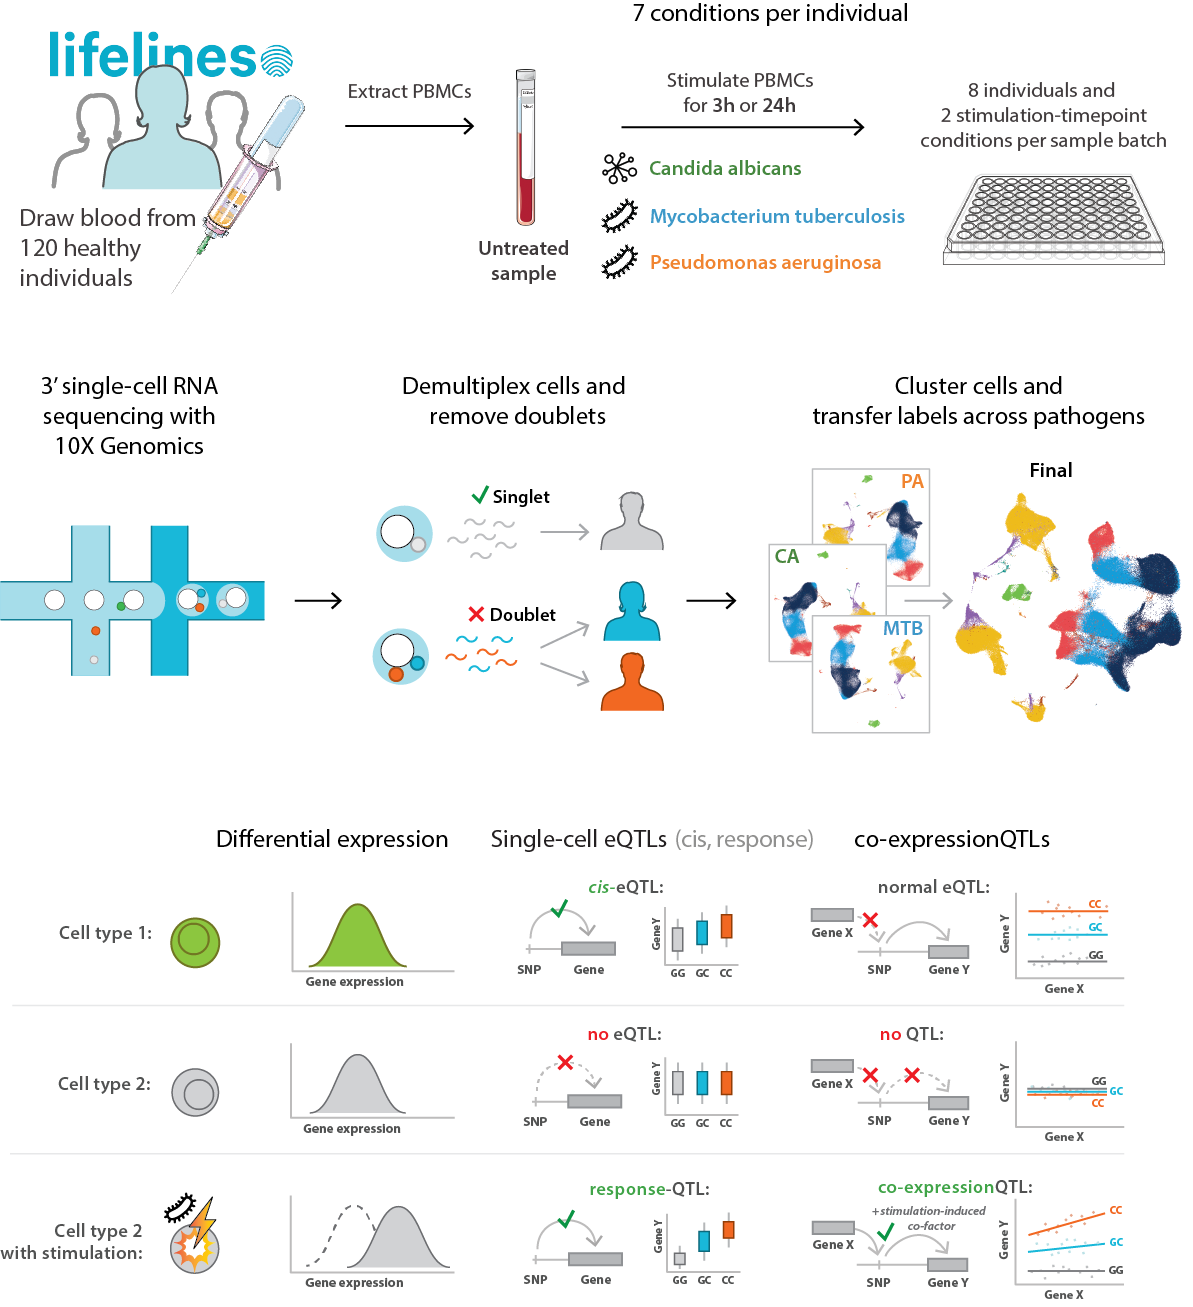 7 conditions per individual
lifelines
Extract PBMCs
Stimulate PBMCs
for 3h or 24h
8 individuals and
2 stimulation-timepoint
conditions per sample batch
Candida albicans
Mycobacterium tuberculosis
Pseudomonas aeruginosa
Draw blood from
120 healthy
individuals
Untreated
sample
3’ single-cell RNA
sequencing with
10X Genomics
Demultiplex cells and
remove doublets
Cluster cells and
transfer labels across pathogens
Singlet
Doublet
PA
CA
MTB
Final
Differential expression
Single-cell eQTLs (cis, response)
co-expressionQTLs
Cell type 1:
Gene expression
cis-eQTL:
SNP
Gene
Gene Y
GG GC CC
normal eQTL:
Gene X
SNP
Gene Y
Gene Y
CC
GC
GG
Gene X
Cell type 2:
Gene expression
no eQTL:
SNP
Gene
Gene Y
GG GC CC
no QTL:
Gene X
SNP
Gene Y
Gene Y
GG
GC
CC
Gene X
Cell type 2
with stimulation:
Gene expression
response-QTL:
SNP
Gene
Gene Y
GG GC CC
co-expressionQTL:
+stimulation-induced
co-factor
Gene X
SNP
Gene Y
Gene Y
CC
GC
GG
Gene X